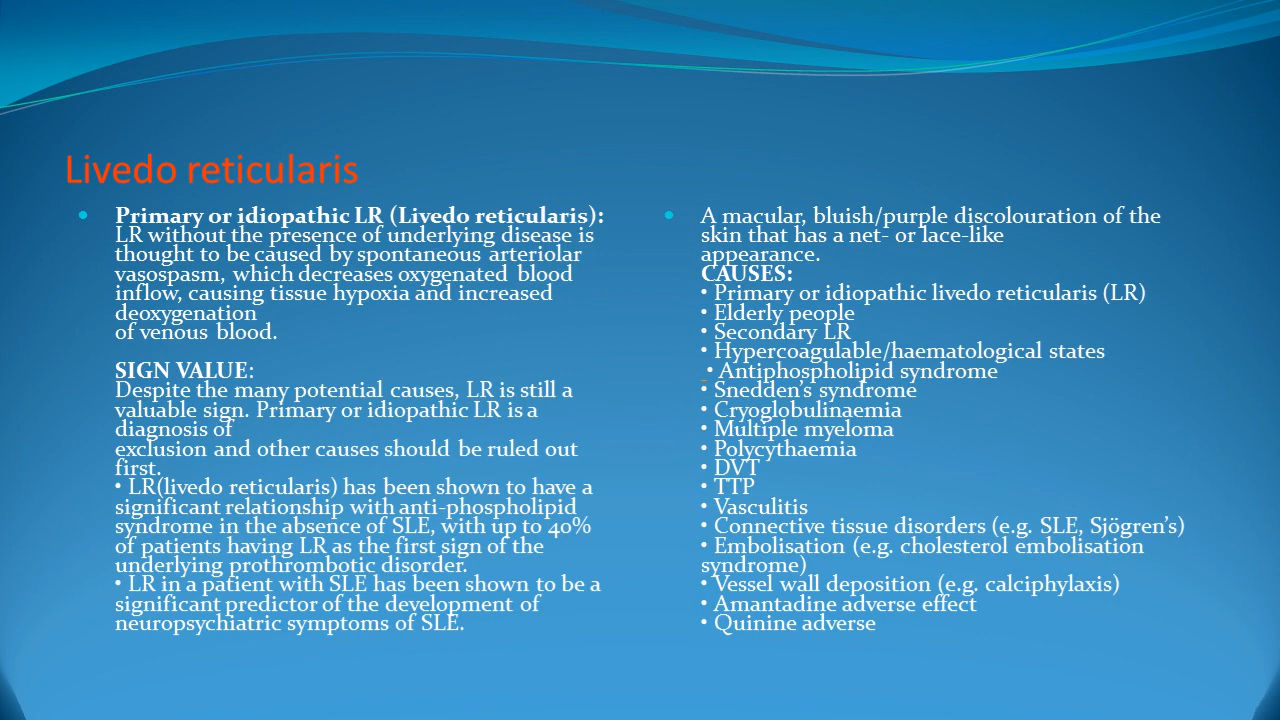 Livedo reticularis
• Primary or idiopathic LR (Livedo reticularis):
LR without the presence of underlying disease is
thought to be caused by spontaneous arteriolar
vasospasm, which decreases oxygenated blood
inflow, causing tissue hypoxia and increased
deoxygenation
of venous blood.
SIGN VALUE:
Despite the many potential causes, LR is still a
valuable sign. Primary or idiopathic LR is a
diagnosis of
exclusion and other causes should be ruled out
first.
• LR(livedo reticularis) has been shown to have a
significant relationship with anti-phospholipid
syndrome in the absence of SLE, with up to 40%
of patients having LR as the first sign of the
underlying prothrombotic disorder.
• LR in a patient with SLE has been shown to be a
significant predictor of the development of
neuropsychiatric symptoms of SLE.
• A macular, bluish/purple discolouration of the
skin that has a net- or lace-like
appearance.
CAUSES:
• Primary or idiopathic livedo reticularis (LR)
• Elderly people
• Secondary LR
• Hypercoagulable/haematological states
• Antiphospholipid syndrome
• Snedden's syndrome
• Cryoglobulinaemia
• Multiple myeloma
• Polycythaemia
• DVT
• TTP
• Vasculitis
• Connective tissue disorders (e.g. SLE, Sjögren's)
• Embolisation (e.g. cholesterol embolisation
syndrome)
• Vessel wall deposition (e.g. calciphylaxis)
• Amantadine adverse effect
• Quinine adverse